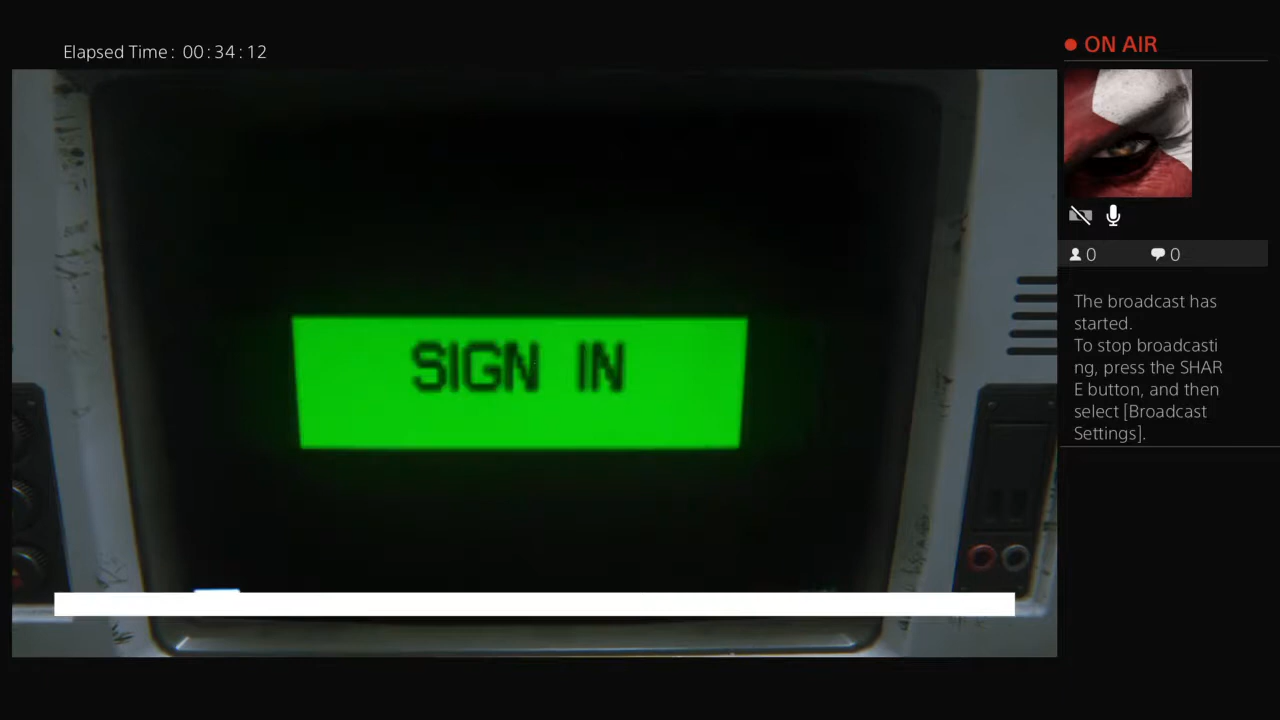 Elapsed Time: 00:34:12
ON AIR
SIGN IN
0 0
The broadcast has
started.
To stop broadcasti
ng, press the SHAR
E button, and then
select [Broadcast
Settings].